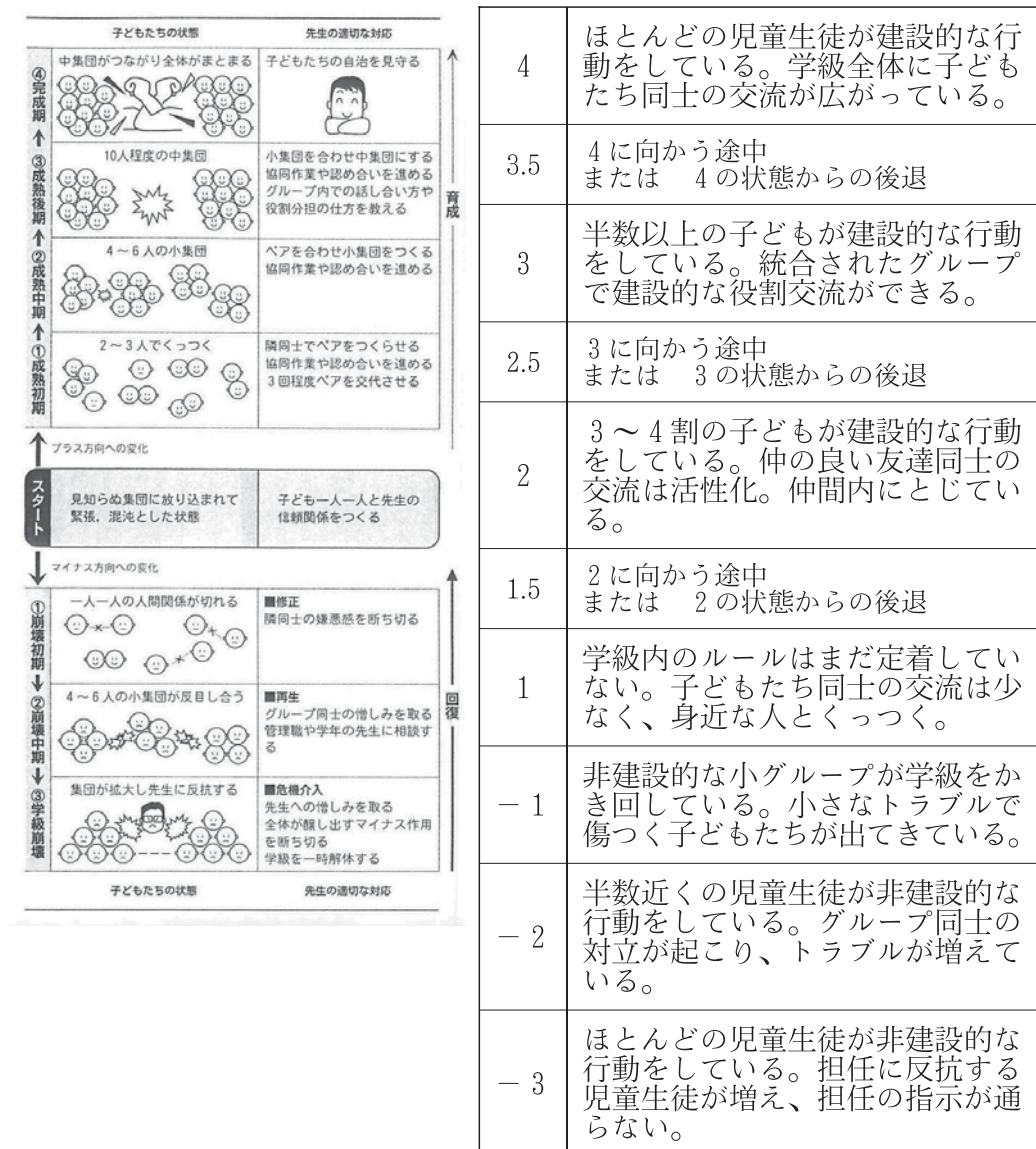 子どもたちの状態
先生の適切な対応
④完成期
中集団がつながり全体がまとまる
子どもたちの自治を見守る
③成熟後期
10人程度の中集団
小集団を合わせ中集団にする
協同作業や認め合いを進める
グループ内での話し合い方や
役割分担の仕方を教える
②成熟中期
4～6人の小集団
ペアを合わせ小集団をつくる
協同作業や認め合いを進める
①成熟初期
2～3人でくっつく
隣同士でペアをつくらせる
協同作業や認め合いを進める
3回程度ペアを交代させる
育成
プラス方向への変化
スタート
見知らぬ集団に放り込まれて
緊張、混沌とした状態
子ども一人一人と先生の
信頼関係をつくる
マイナス方向への変化
①崩壊初期
一人一人の人間関係が切れる
■修正
隣同士の嫌悪感を断ち切る
②崩壊中期
4～6人の小集団が反目し合う
■再生
グループ同士の憎しみを取る
管理職や学年の先生に相談す
る
③学級崩壊
集団が拡大し先生に反抗する
■危機介入
先生への憎しみを取る
全体が醸し出すマイナス作用
を断ち切る
学級を一時解体する
回復
子どもたちの状態
先生の適切な対応
4
ほとんどの児童生徒が建設的な行
動をしている。学級全体に子ども
たち同士の交流が広がっている。
3.5
4に向かう途中
または　4の状態からの後退
3
半数以上の子どもが建設的な行動
をしている。統合されたグループ
で建設的な役割交流ができる。
2.5
3に向かう途中
または　3の状態からの後退
2
3～4割の子どもが建設的な行動
をしている。仲の良い友達同士の
交流は活性化。仲間内にとじてい
る。
1.5
2に向かう途中
または　2の状態からの後退
1
学級内のルールはまだ定着してい
ない。子どもたち同士の交流は少
なく、身近な人とくっつく。
－1
非建設的な小グループが学級をか
き回している。小さなトラブルで
傷つく子どもたちが出てきている。
－2
半数近くの児童生徒が非建設的な
行動をしている。グループ同士の
対立が起こり、トラブルが増えて
いる。
－3
ほとんどの児童生徒が非建設的な
行動をしている。担任に反抗する
児童生徒が増え、担任の指示が通
らない。